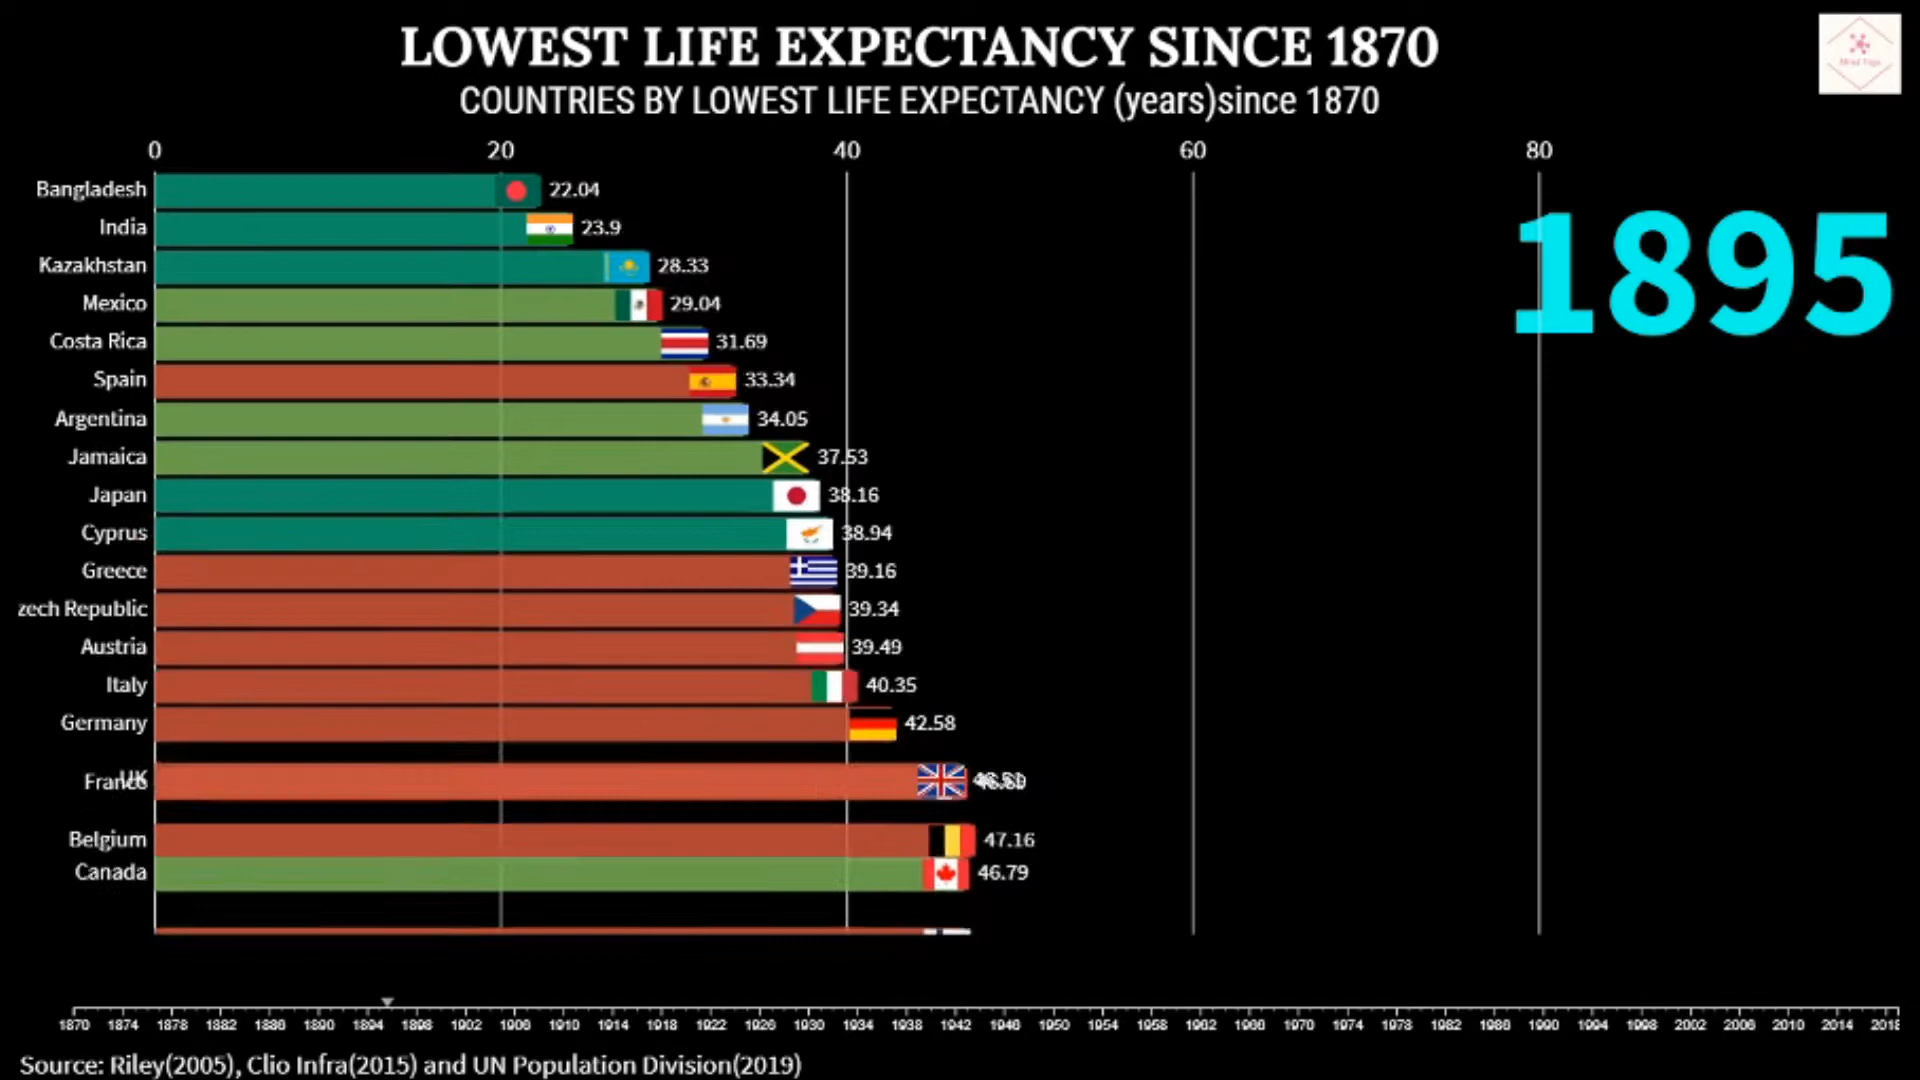 LOWEST LIFE EXPECTANCY SINCE 1870
COUNTRIES BY LOWEST LIFE EXPECTANCY (years)since 1870
0 20 40 60 80
1895
Bangladesh 22.04
India 23.9
Kazakhstan 28.33
Mexico 29.04
Costa Rica 31.69
Spain 33.34
Argentina 34.05
Jamaica 37.53
Japan 38.16
Cyprus 38.94
Greece 39.16
zech Republic 39.34
Austria 39.49
Italy 40.35
Germany 42.58
UK
France
Belgium 47.16
Canada 46.79
1870 1874 1878 1882 1886 1890 1894 1898 1902 1906 1910 1914 1918 1922 1926 1930 1934 1938 1942 1946 1950 1954 1958 1962 1966 1970 1974 1978 1982 1986 1990 1994 1998 2002 2006 2010 2014 2018
Source: Riley(2005), Clio Infra(2015) and UN Population Division(2019)